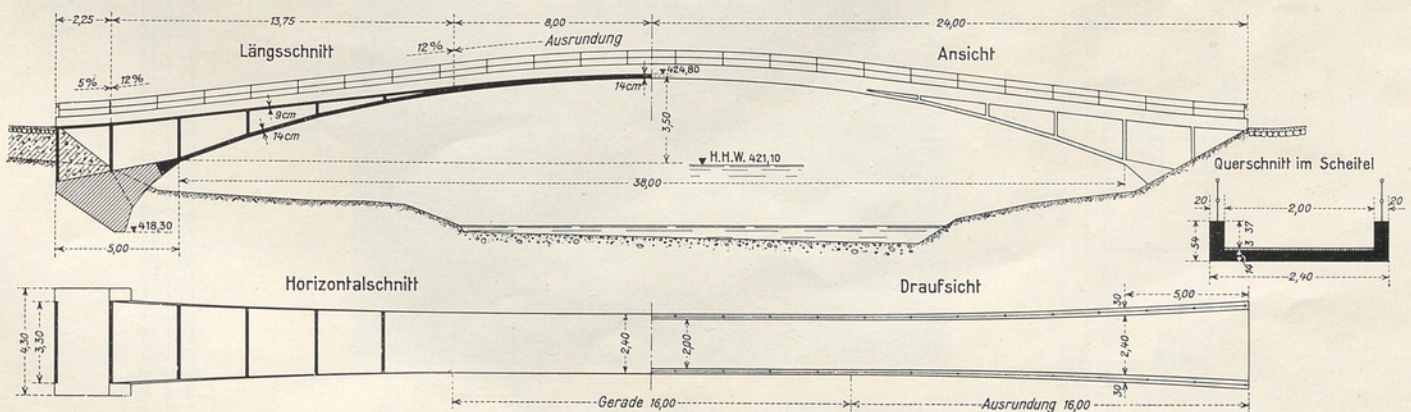 2,25 13,75 8,00 24,00
Längsschnitt
12% Ausrundung
Ansicht
5% 12%
424,80
14cm
9cm
14cm
3,50
H.H.W. 421,10
38,00
Querschnitt im Scheitel
20 2,00 20
54 37
3
14
2,40
418,30
5,00
Horizontalschnitt
Draufsicht
5,00
30
4,30 3,30 2,40 2,00 2,40
30
Gerade 16,00 Ausrundung 16,00